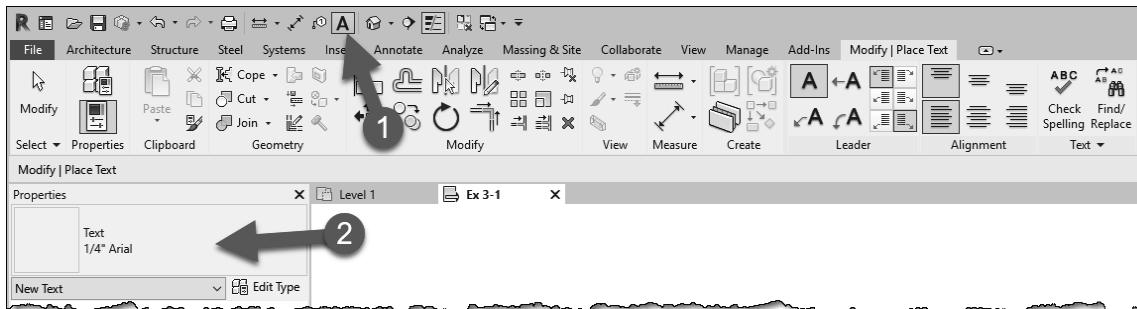 R A
File Architecture Structure Steel Systems Inse Annotate Analyze Massing & Site Collaborate View Manage Add-Ins Modify | Place Text
Modify Paste Cope Cut Join A A A A ABC Check Spelling Find/ Replace
Select Properties Clipboard Geometry Modify View Measure Create Leader Alignment Text
1
Modify | Place Text
Properties X Level 1 Ex 3-1 X
Text
1/4" Arial
2
New Text Edit Type